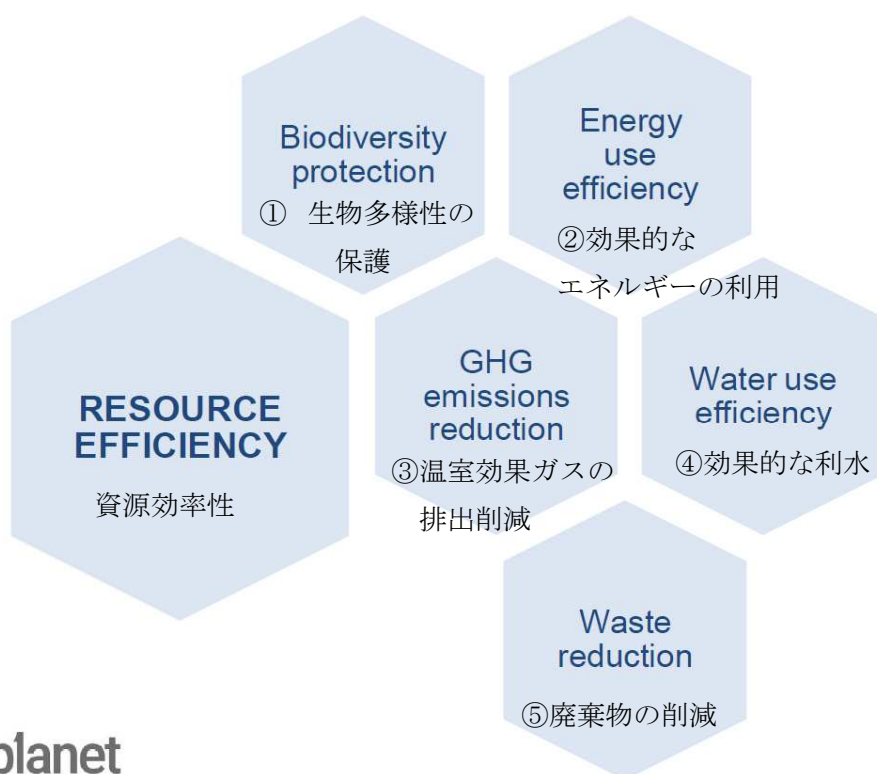 Biodiversity
protection
① 生物多様性の
保護
Energy
use
efficiency
②効果的な
エネルギーの利用
RESOURCE
EFFICIENCY
資源効率性
GHG
emissions
reduction
③温室効果ガスの
排出削減
Water use
efficiency
④効果的な利水
Waste
reduction
⑤廃棄物の削減
planet